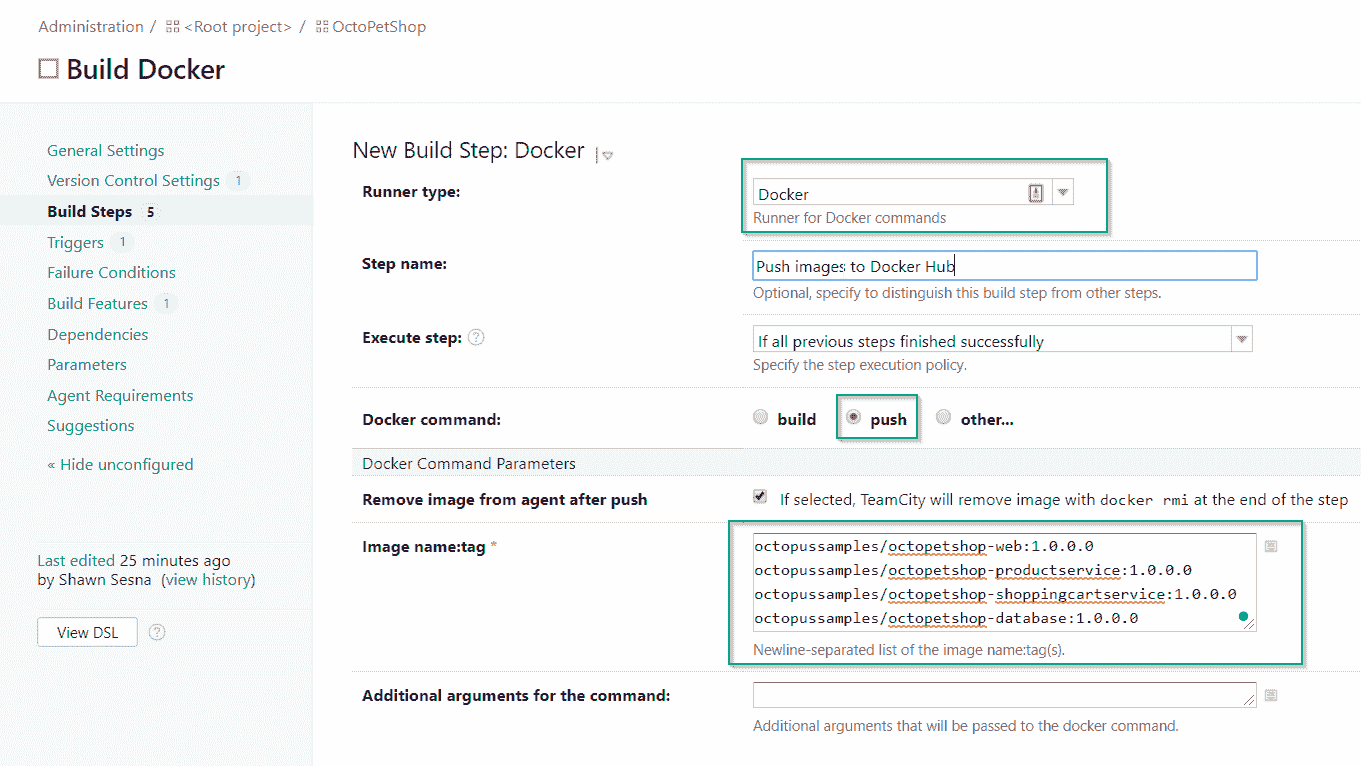 Administration / <Root project> / OctoPetShop
Build Docker
General Settings
Version Control Settings 1
Build Steps 5
Triggers 1
Failure Conditions
Build Features 1
Dependencies
Parameters
Agent Requirements
Suggestions
« Hide unconfigured
Last edited 25 minutes ago
by Shawn Sesna (view history)
View DSL ?
New Build Step: Docker
Runner type:
Docker
Runner for Docker commands
Step name:
Push images to Docker Hub
Optional, specify to distinguish this build step from other steps.
Execute step: ?
If all previous steps finished successfully
Specify the step execution policy.
Docker command: build push other...
Docker Command Parameters
Remove image from agent after push If selected, TeamCity will remove image with docker rmi at the end of the step
Image name:tag *
octopussamples/octopetshop-web:1.0.0.0
octopussamples/octopetshop-productservice:1.0.0.0
octopussamples/octopetshop-shoppingcartservice:1.0.0.0
octopussamples/octopetshop-database:1.0.0.0
Newline-separated list of the image name:tag(s).
Additional arguments for the command:
Additional arguments that will be passed to the docker command.